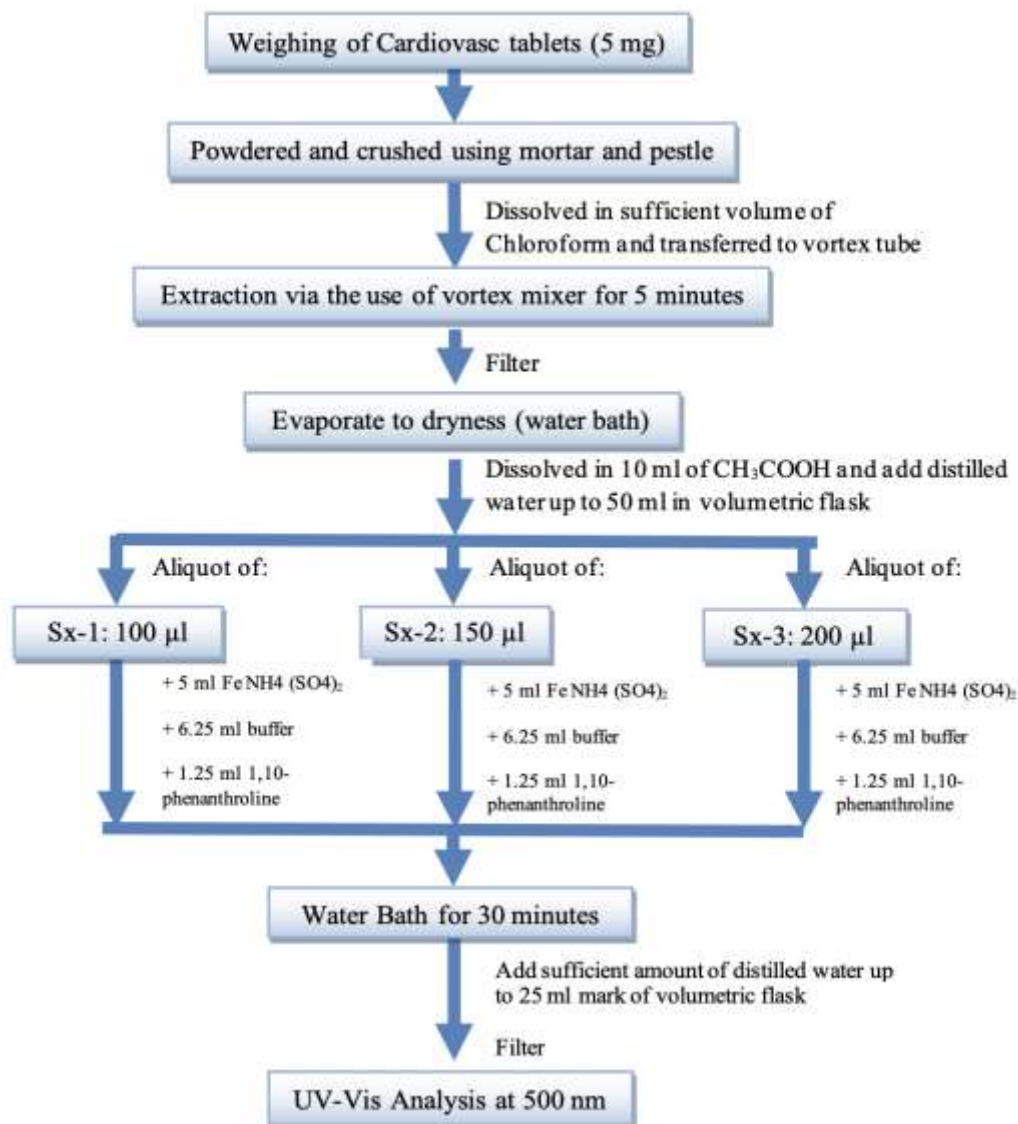 Weighing of Cardiovasc tablets (5 mg)
Powdered and crushed using mortar and pestle
Dissolved in sufficient volume of
Chloroform and transferred to vortex tube
Extraction via the use of vortex mixer for 5 minutes
Filter
Evaporate to dryness (water bath)
Dissolved in 10 ml of CH₃COOH and add distilled
water up to 50 ml in volumetric flask
Aliquot of:
Sx-1: 100 µl
+ 5 ml Fe NH4 (SO4)₂
+ 6.25 ml buffer
+ 1.25 ml 1,10-
phenanthroline
Aliquot of:
Sx-2: 150 µl
+ 5 ml Fe NH4 (SO4)₂
+ 6.25 ml buffer
+ 1.25 ml 1,10-
phenanthroline
Aliquot of:
Sx-3: 200 µl
+ 5 ml Fe NH4 (SO4)₂
+ 6.25 ml buffer
+ 1.25 ml 1,10-
phenanthroline
Water Bath for 30 minutes
Add sufficient amount of distilled water up
to 25 ml mark of volumetric flask
Filter
UV-Vis Analysis at 500 nm